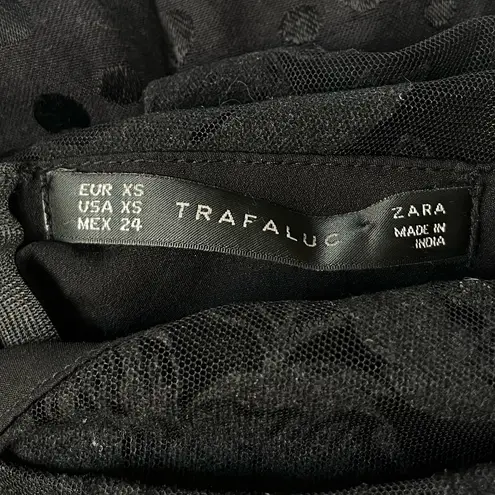 EUR XS
USA XS
MEX 24
TRAFALUC
ZARA
MADE IN
INDIA